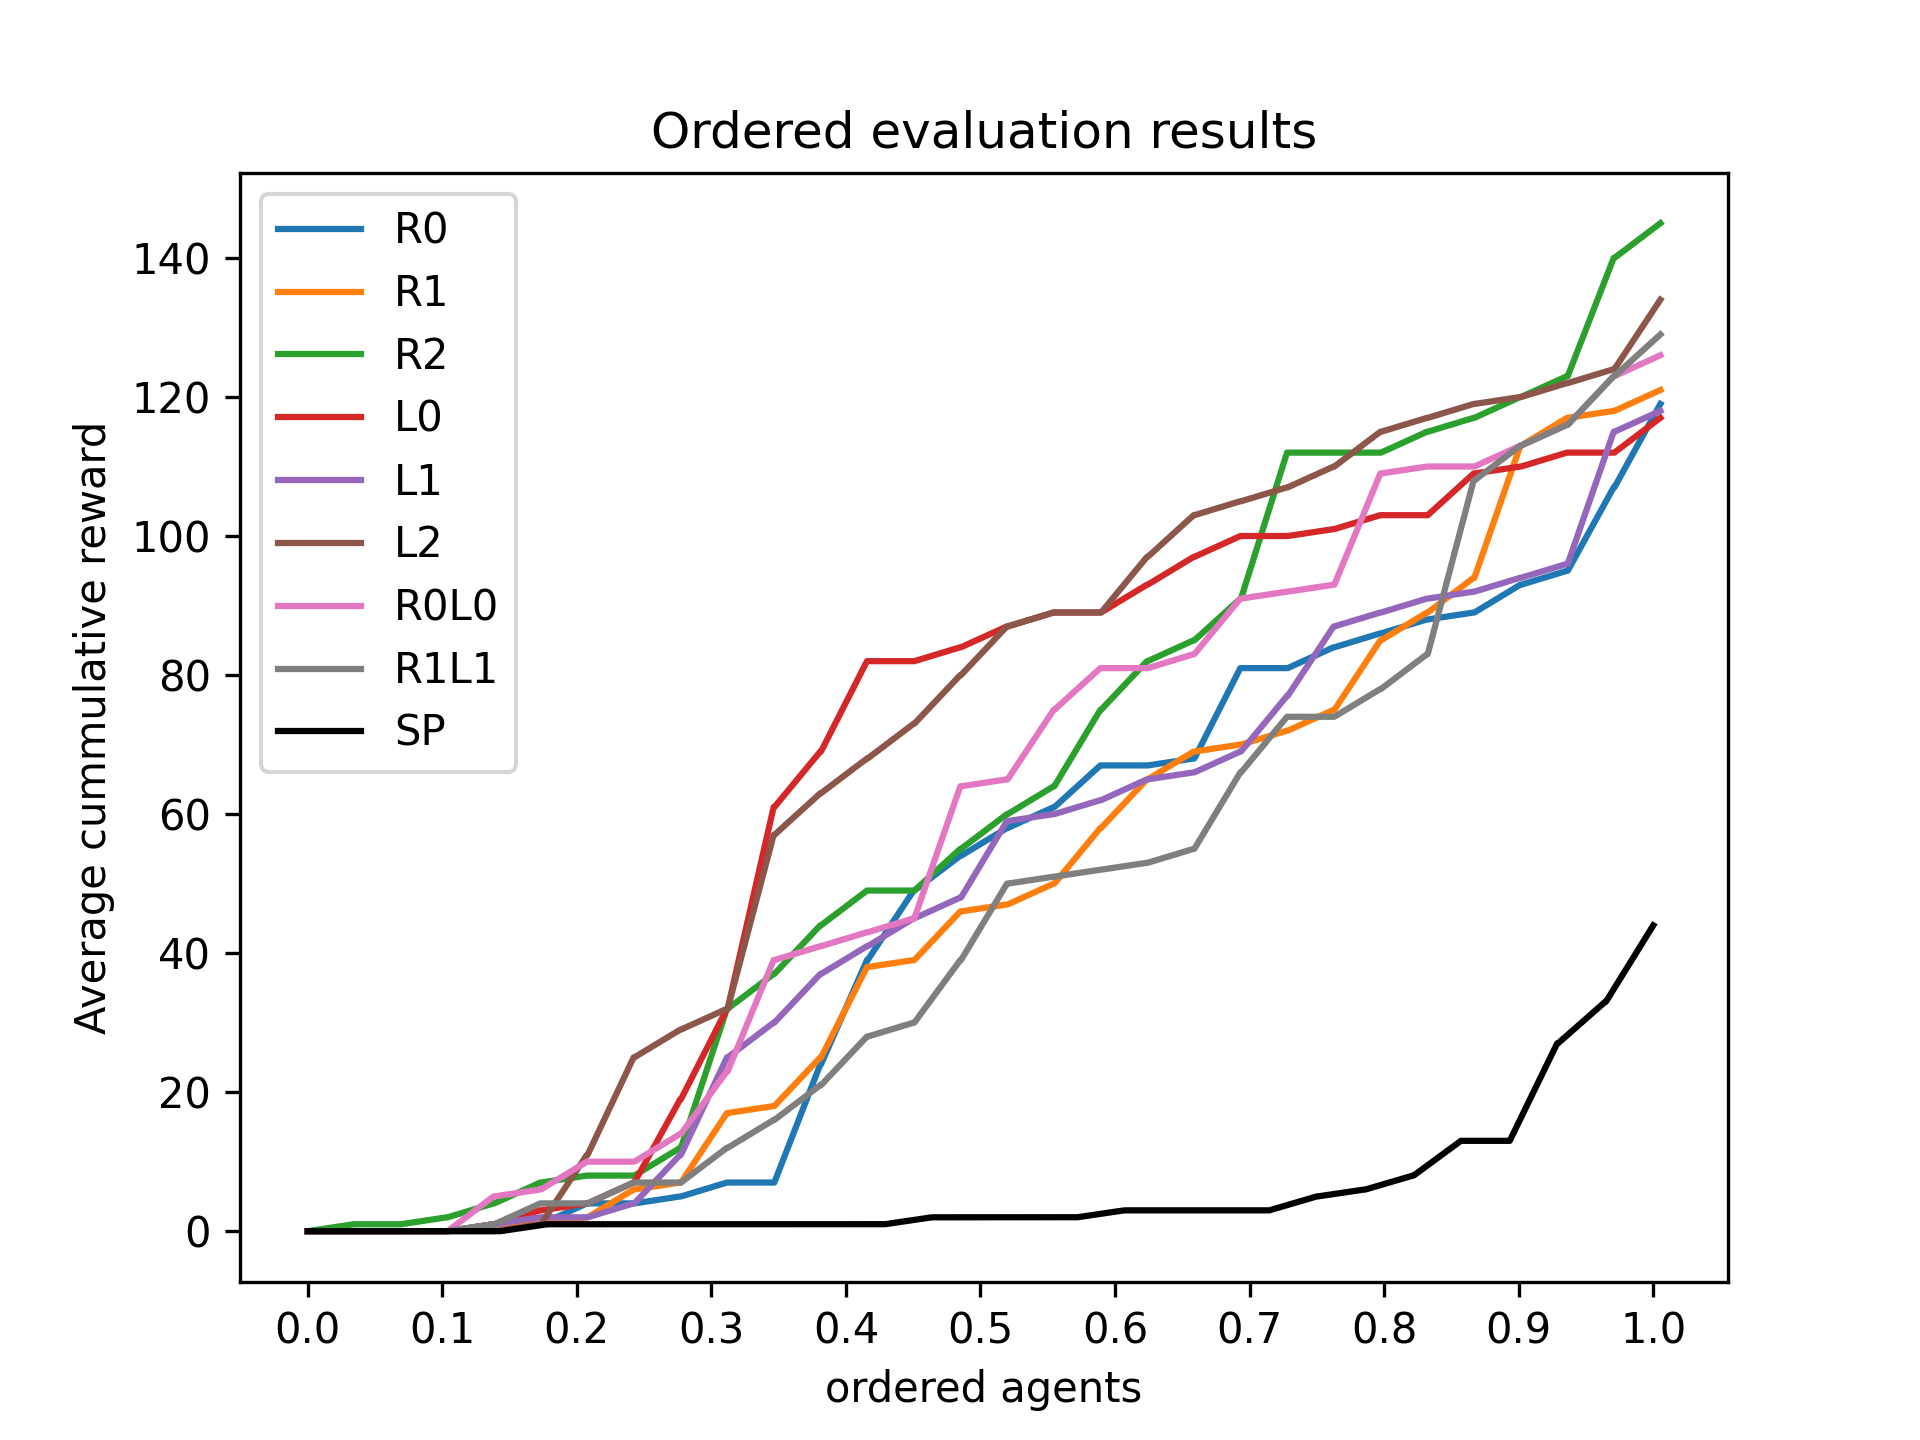 Ordered evaluation results
Average cummulative reward
140
120
100
80
60
40
20
0
R0
R1
R2
L0
L1
L2
R0L0
R1L1
SP
0.0 0.1 0.2 0.3 0.4 0.5 0.6 0.7 0.8 0.9 1.0
ordered agents